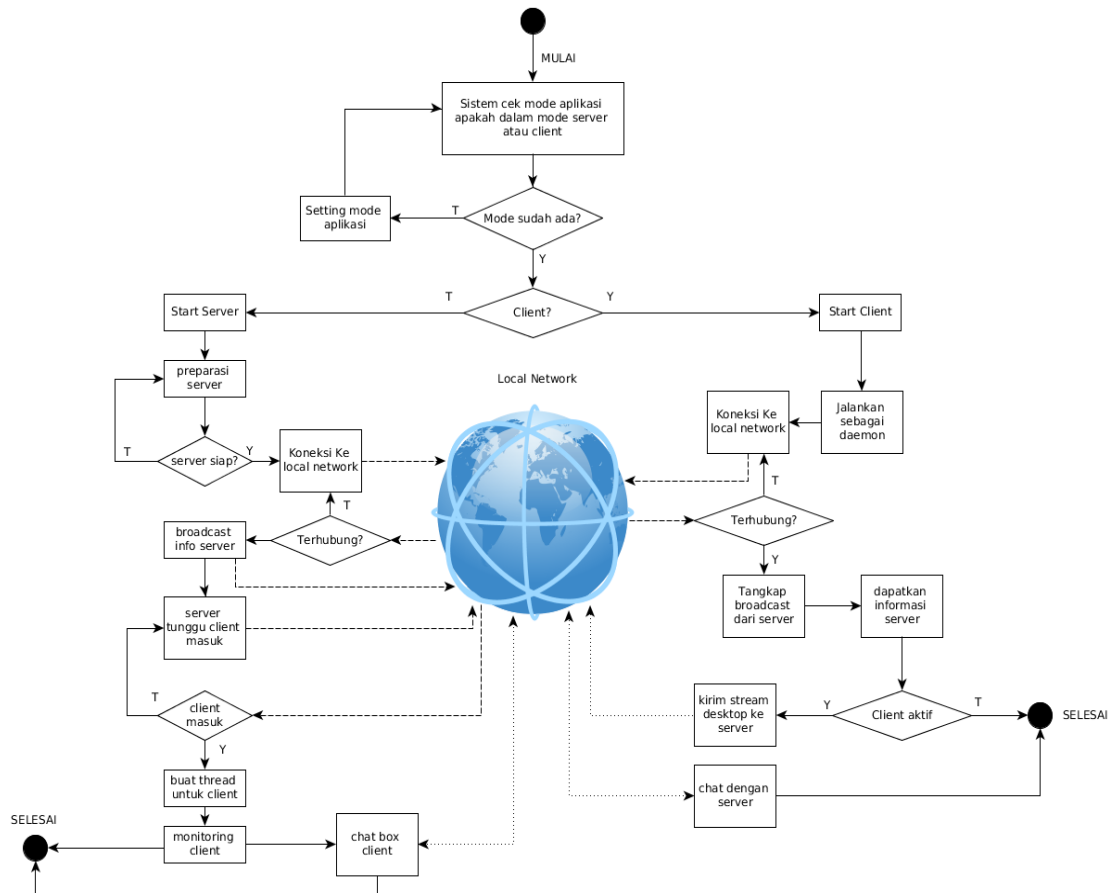 MULAI
Sistem cek mode aplikasi
apakah dalam mode server
atau client
Setting mode
aplikasi
T
Mode sudah ada?
Y
Start Server
T
Client?
Y
Start Client
preparasi
server
Local Network
Koneksi Ke
local network
Jalankan
sebagai
daemon
T
server siap?
Y
Koneksi Ke
local network
T
T
broadcast
info server
Terhubung?
Terhubung?
Y
server
tunggu client
masuk
Tangkap
broadcast
dari server
dapatkan
informasi
server
T
client
masuk
Y
kirim stream
desktop ke
server
Y
Client aktif
T
SELESAI
buat thread
untuk client
chat dengan
server
SELESAI
monitoring
client
chat box
client